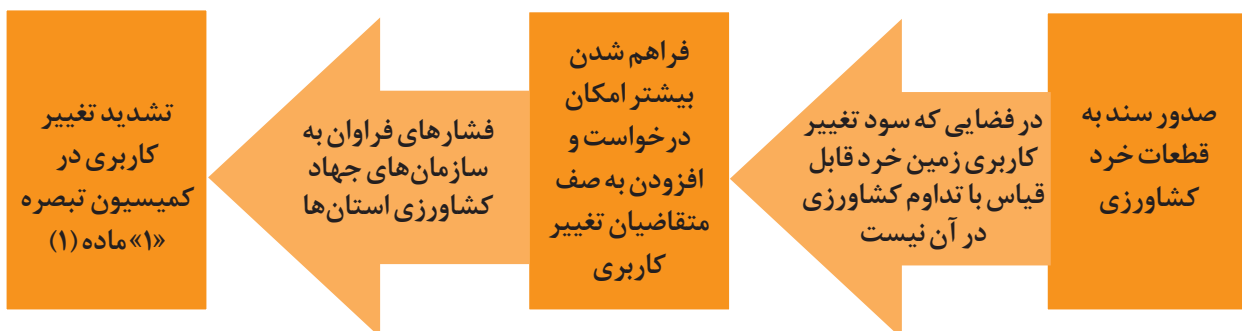 صدور سند به
قطعات خرد
کشاورزی
در فضایی که سود تغییر
کاربری زمین خرد قابل
قیاس با تداوم کشاورزی
در آن نیست
فراهم شدن
بیشتر امکان
درخواست و
افزودن به صف
متقاضیان تغییر
کاربری
فشارهای فراوان به
سازمان‌های جهاد
کشاورزی استان‌ها
تشدید تغییر
کاربری در
کمیسیون تبصره
«۱» ماده (۱)